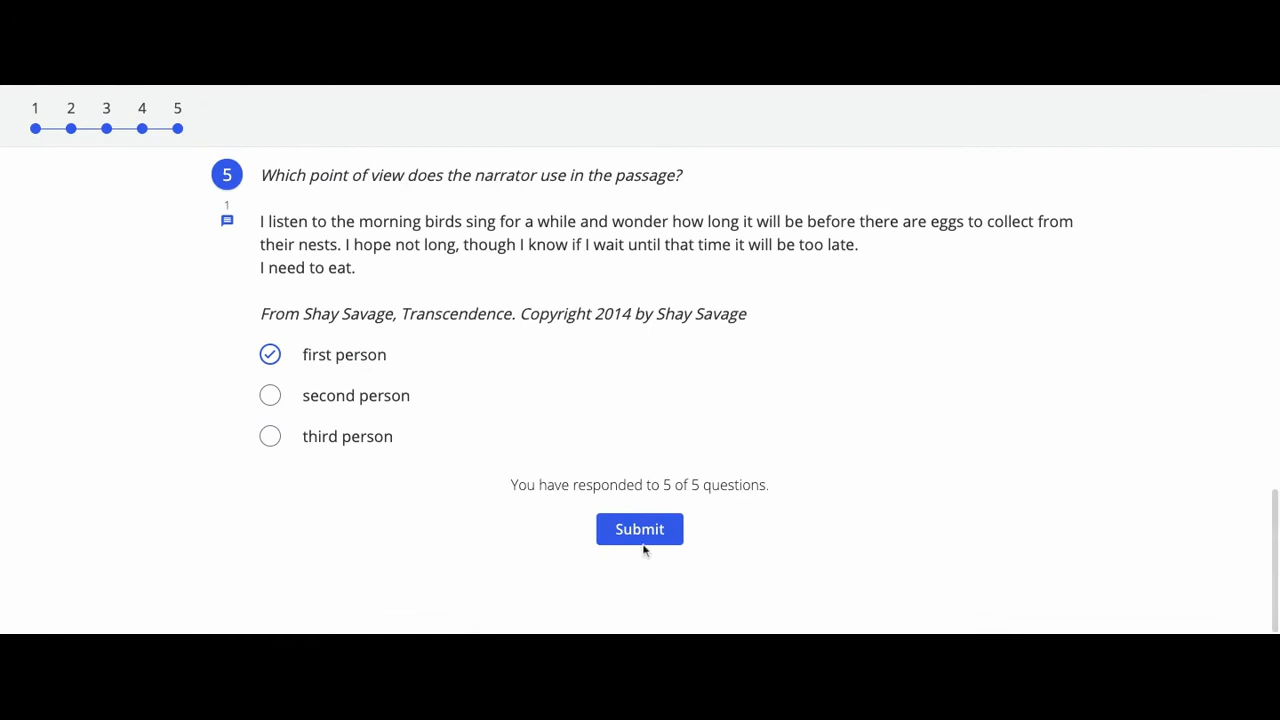 1 2 3 4 5
5 Which point of view does the narrator use in the passage?
1
I listen to the morning birds sing for a while and wonder how long it will be before there are eggs to collect from
their nests. I hope not long, though I know if I wait until that time it will be too late.
I need to eat.
From Shay Savage, Transcendence. Copyright 2014 by Shay Savage
first person
second person
third person
You have responded to 5 of 5 questions.
Submit